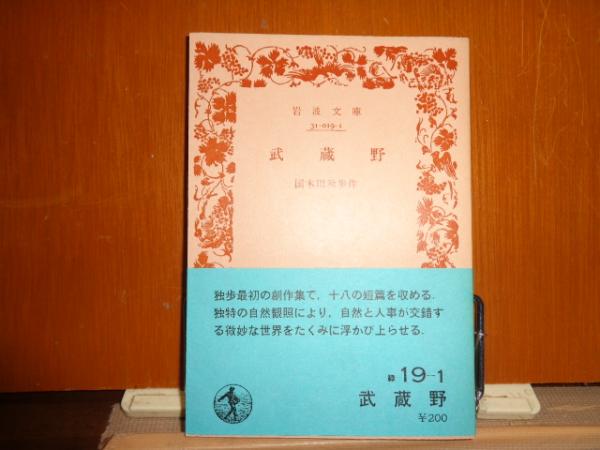 岩波文庫
31-019-1
武蔵野
国木田独歩作
独歩最初の創作集で，十八の短篇を収める．
独特の自然観照により，自然と人事が交錯す
る微妙な世界をたくみに浮かび上らせる．
緑 19-1
武蔵野
¥200